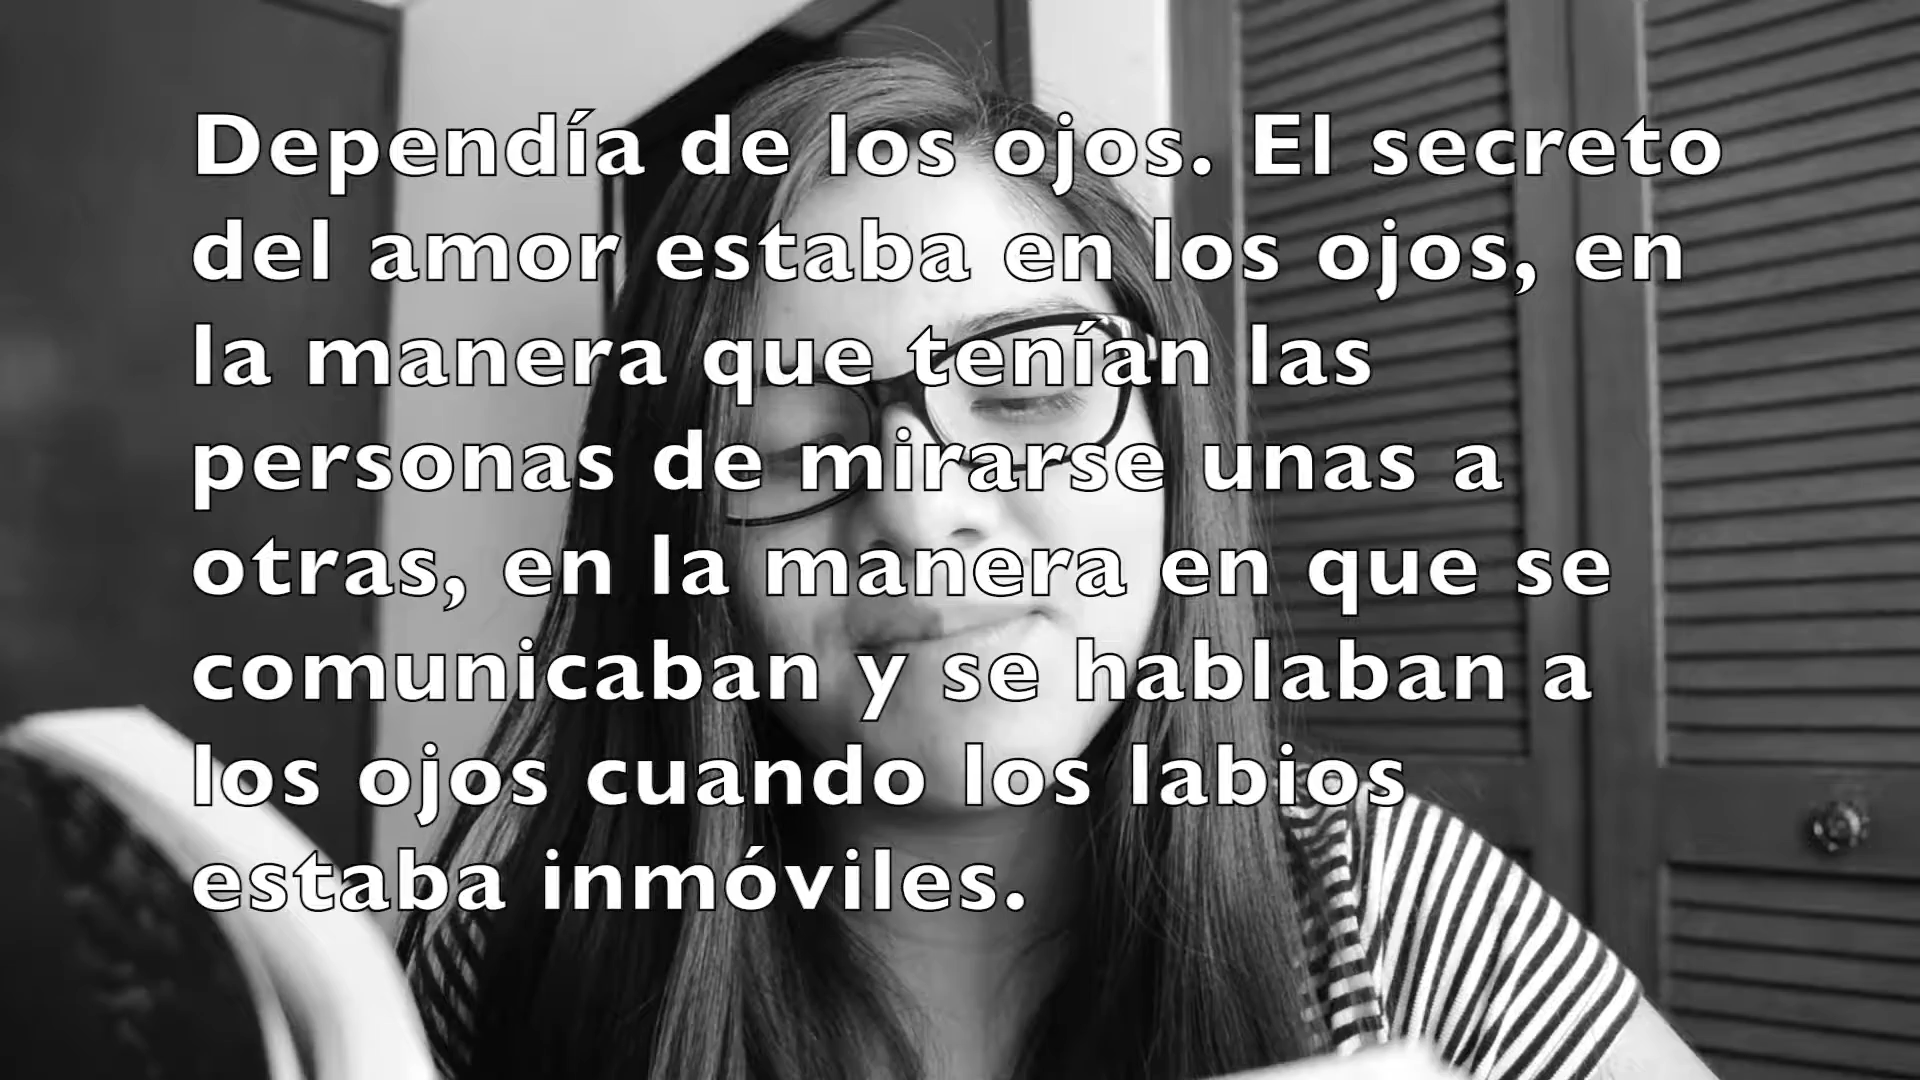 Dependía de los ojos. El secreto
del amor estaba en los ojos, en
la manera que tenían las
personas de mirarse unas a
otras, en la manera en que se
comunicaban y se hablaban a
los ojos cuando los labios
estaba inmóviles.